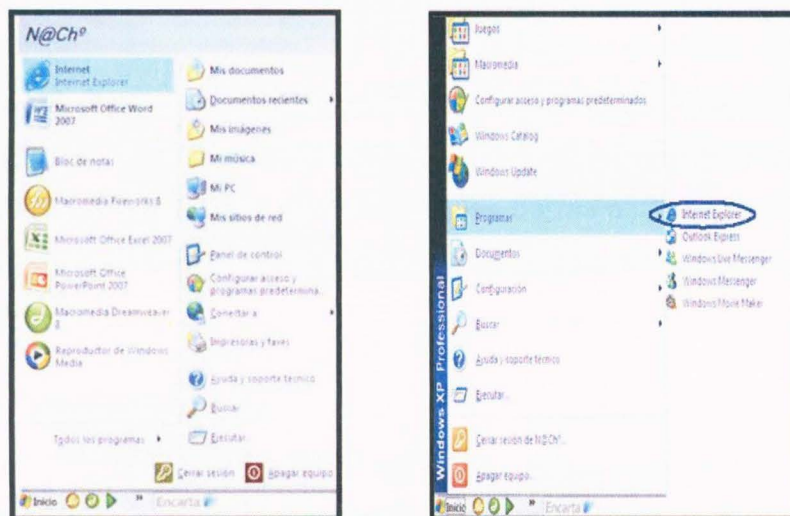 N@Chº
Internet
Internet Explorer
Microsoft Office Word
2007
Bloc de notas
Macromedia Fireworks 8
Microsoft Office Excel 2007
Microsoft Office
PowerPoint 2007
Macromedia Dreamweaver
8
Reproductor de Windows
Media
Todos los programas
Mis documentos
Documentos recientes
Mis imágenes
Mi música
Mi PC
Mis sitios de red
Panel de control
Configurar acceso y
programas predetermina...
Conectar a
Impresoras y faxes
Ayuda y soporte técnico
Buscar
Ejecutar...
Cerrar sesión
Apagar equipo
Inicio
»
Encarta
Juegos
Macromedia
Configurar acceso y programas predeterminados
Windows Catalog
Windows Update
Programas
Documentos
Configuración
Buscar
Ayuda y soporte técnico
Ejecutar...
Cerrar sesión de N@Chº...
Apagar equipo...
Internet Explorer
Outlook Express
Windows Live Messenger
Windows Messenger
Windows Movie Maker
Windows XP Professional
Inicio
»
Encarta